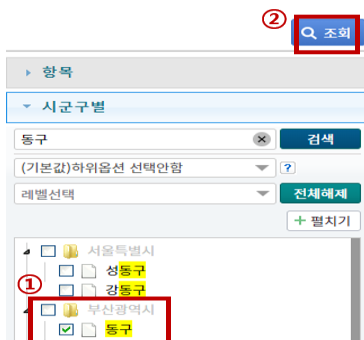 ②
조회
항목
시군구별
동구 검색
(기본값)하위옵션 선택안함 ?
레벨선택 전체해제
+ 펼치기
서울특별시
성동구
강동구
①
부산광역시
동구